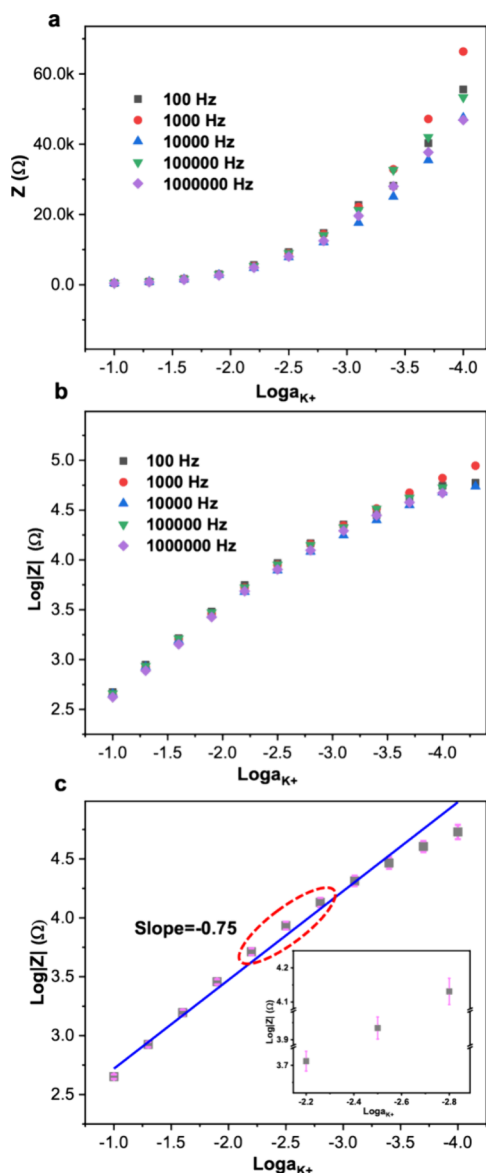 a
60.0k
40.0k
20.0k
0.0
Z (Ω)
100 Hz
1000 Hz
10000 Hz
100000 Hz
1000000 Hz
-1.0 -1.5 -2.0 -2.5 -3.0 -3.5 -4.0
Loga K+
b
5.0
4.5
4.0
3.5
3.0
2.5
Log|Z| (Ω)
100 Hz
1000 Hz
10000 Hz
100000 Hz
1000000 Hz
-1.0 -1.5 -2.0 -2.5 -3.0 -3.5 -4.0
Loga K+
c
4.5
4.0
3.5
3.0
2.5
Log|Z| (Ω)
Slope=-0.75
4.2
4.1
3.9
3.7
Log|Z| (Ω)
-2.2 -2.4 -2.6 -2.8
Loga K+
-1.0 -1.5 -2.0 -2.5 -3.0 -3.5 -4.0
Loga K+